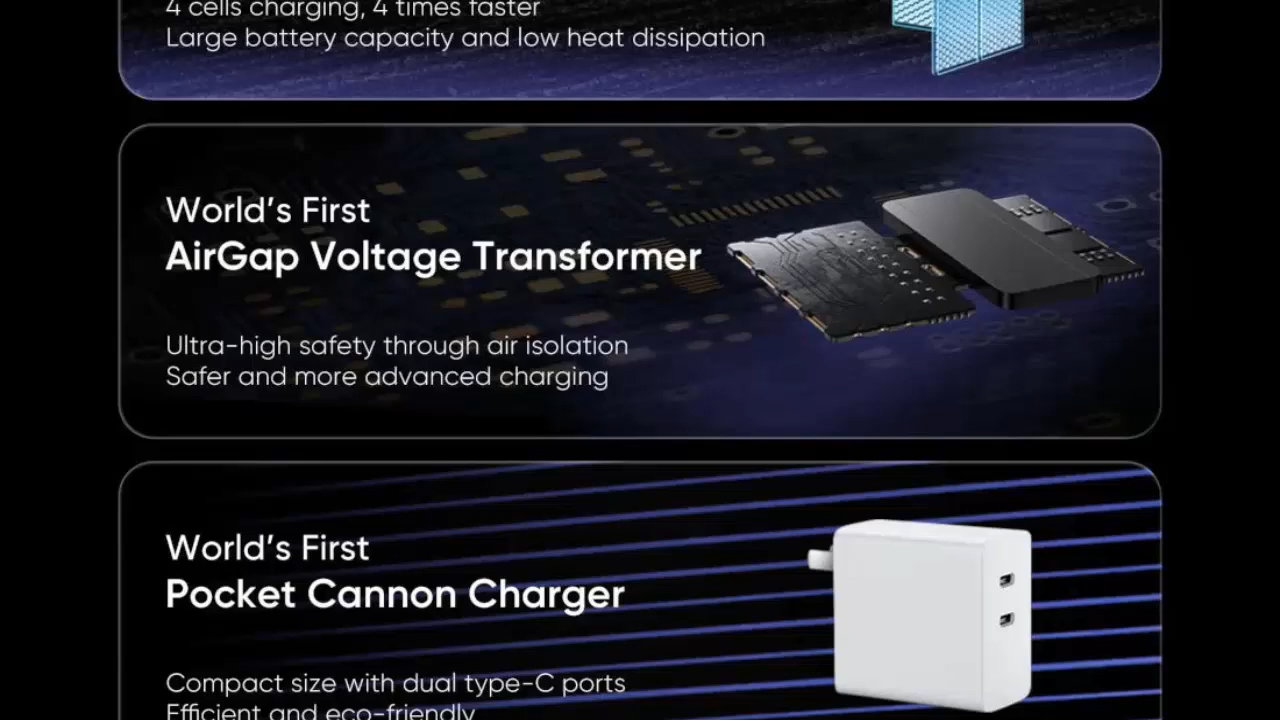 4 cells charging, 4 times faster
Large battery capacity and low heat dissipation
World’s First
AirGap Voltage Transformer
Ultra-high safety through air isolation
Safer and more advanced charging
World’s First
Pocket Cannon Charger
Compact size with dual type-C ports
Efficient and eco-friendly